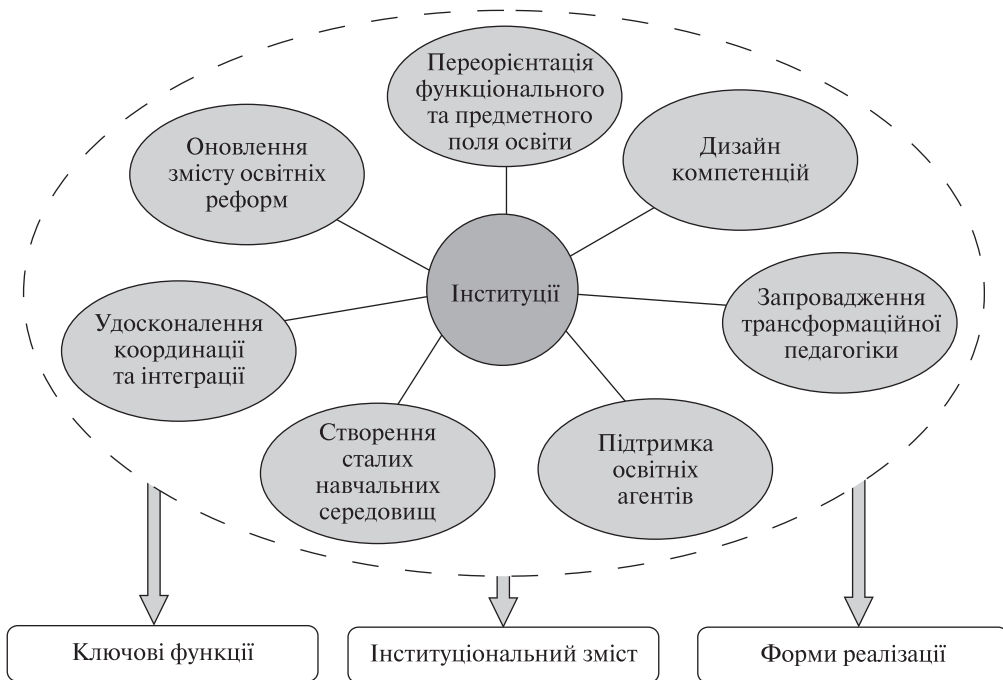 Переорієнтація
функціонального
та предметного
поля освіти
Оновлення
змісту освітніх
реформ
Дизайн
компетенцій
Інституції
Удосконалення
координації
та інтеграції
Запровадження
трансформаційної
педагогіки
Створення
сталих
навчальних
середовищ
Підтримка
освітніх
агентів
Ключові функції
Інституціональний зміст
Форми реалізації